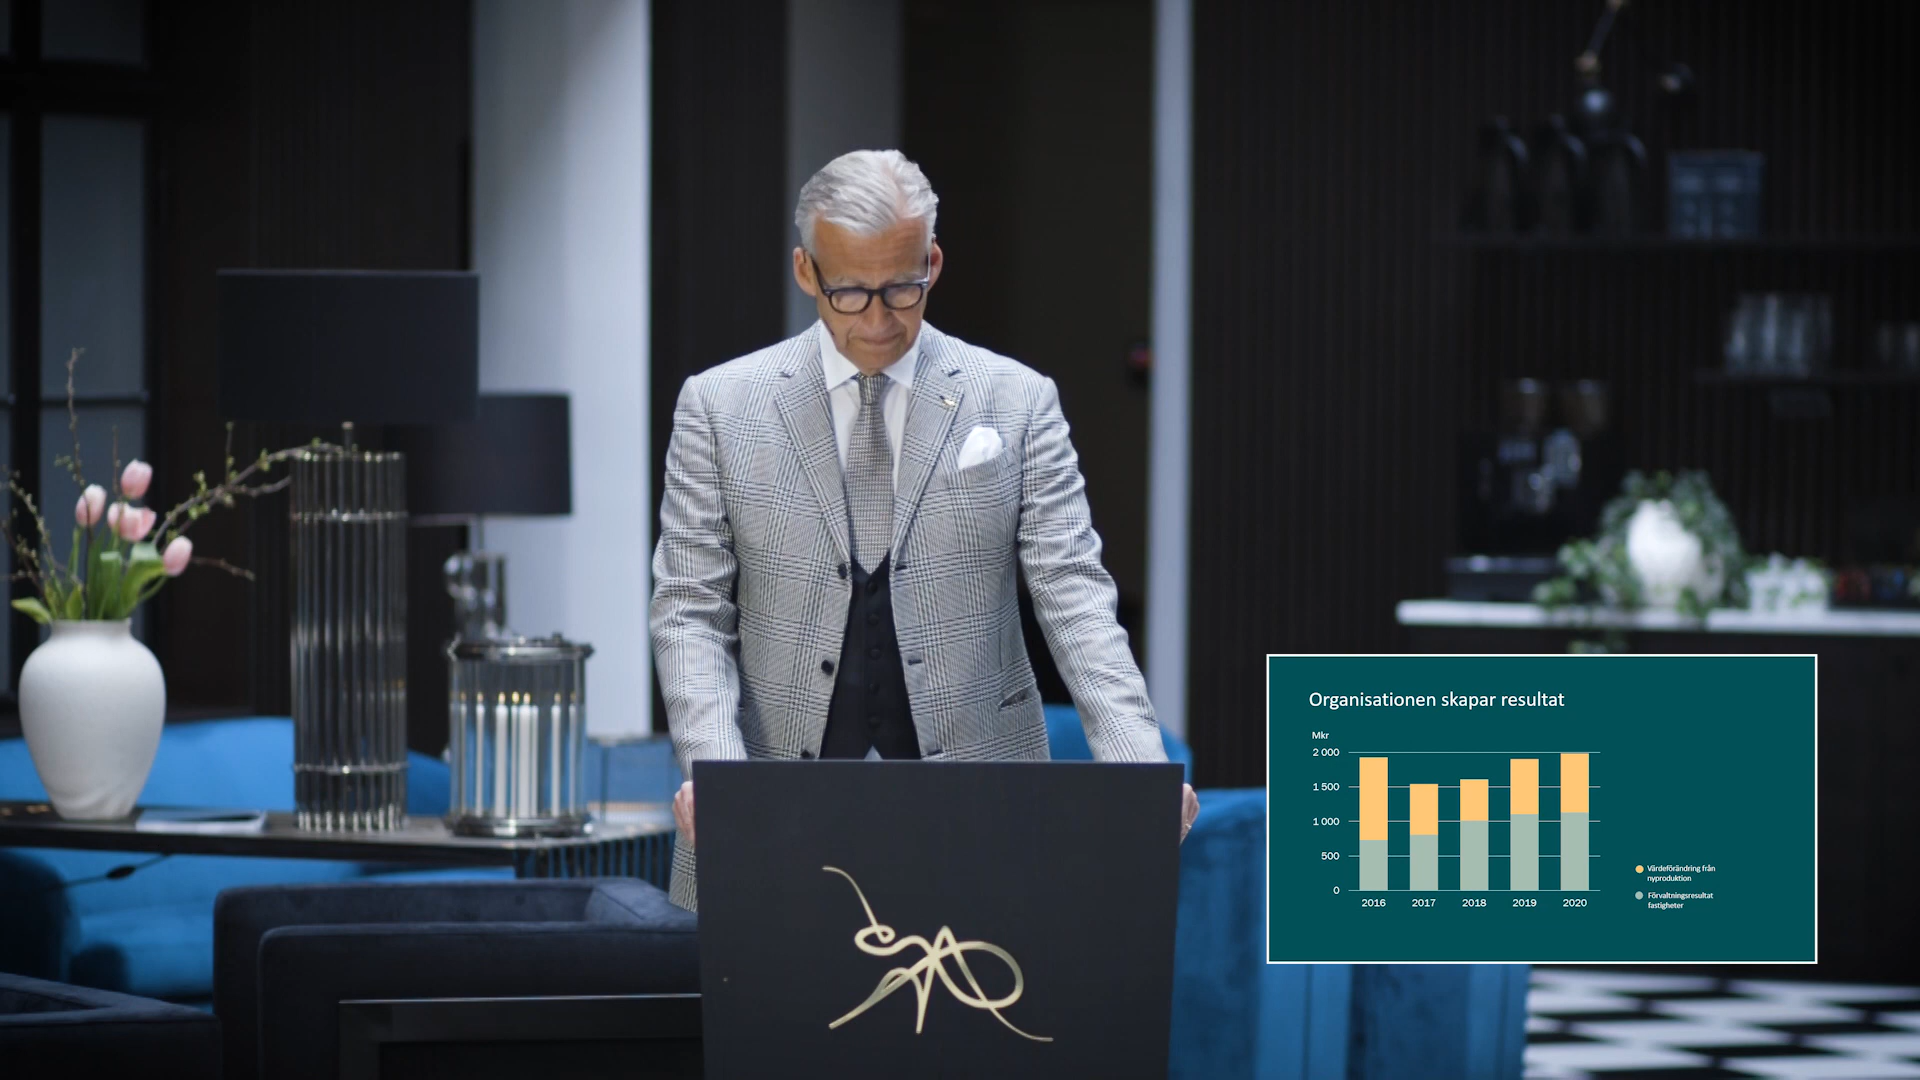 Organisationen skapar resultat
Mkr
2 000
1 500
1 000
500
0
2016 2017 2018 2019 2020
Värdeförändring från
nyproduktion
Förvaltningsresultat
fastigheter